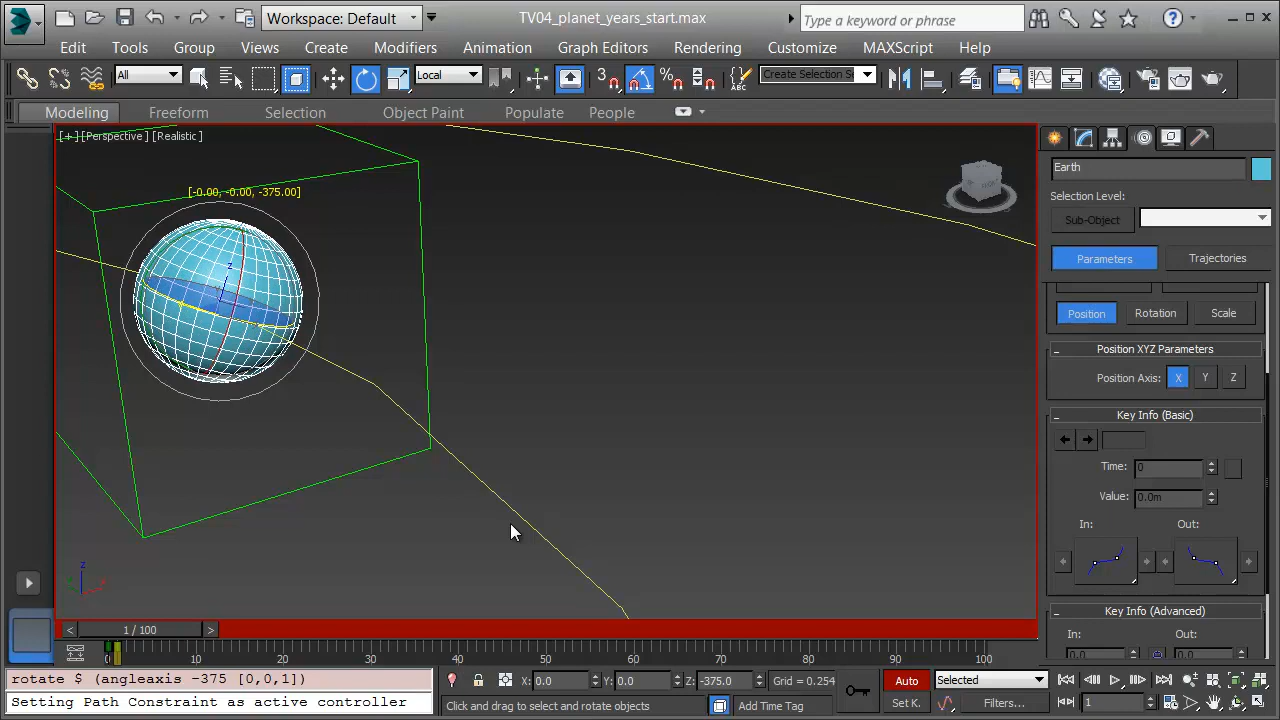 Workspace: Default
TV04_planet_years_start.max
Type a keyword or phrase
Edit Tools Group Views Create Modifiers Animation Graph Editors Rendering Customize MAXScript Help
All
Local
3
%
ABC
Create Selection Se
Modeling Freeform Selection Object Paint Populate People
[+] [Perspective] [Realistic]
[-0.00, -0.00, -375.00]
z
Earth
Selection Level:
Sub-Object
Parameters Trajectories
Position Rotation Scale
Position XYZ Parameters
Position Axis: X Y Z
Key Info (Basic)
Time: 0
Value: 0.0m
In: Out:
Key Info (Advanced)
In: Out:
0.0 0.0
z
x
< 1 / 100 >
0 10 20 30 40 50 60 70 80 90 100
rotate $ (angleaxis -375 [0,0,1])
Setting Path Constraint as active controller
X: 0.0 Y: 0.0 Z: -375.0 Grid = 0.254
Click and drag to select and rotate objects
Add Time Tag
Auto Selected
Set K. Filters...
1